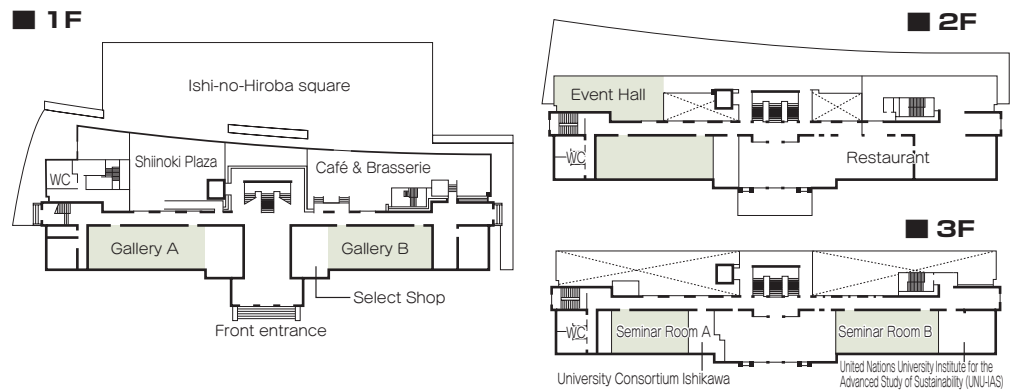 ■ 1F
Ishi-no-Hiroba square
Shiinoki Plaza
Café & Brasserie
WC
Gallery A
Gallery B
Select Shop
Front entrance
■ 2F
Event Hall
WC
Restaurant
■ 3F
WC
Seminar Room A
Seminar Room B
University Consortium Ishikawa
United Nations University Institute for the
Advanced Study of Sustainability (UNU-IAS)